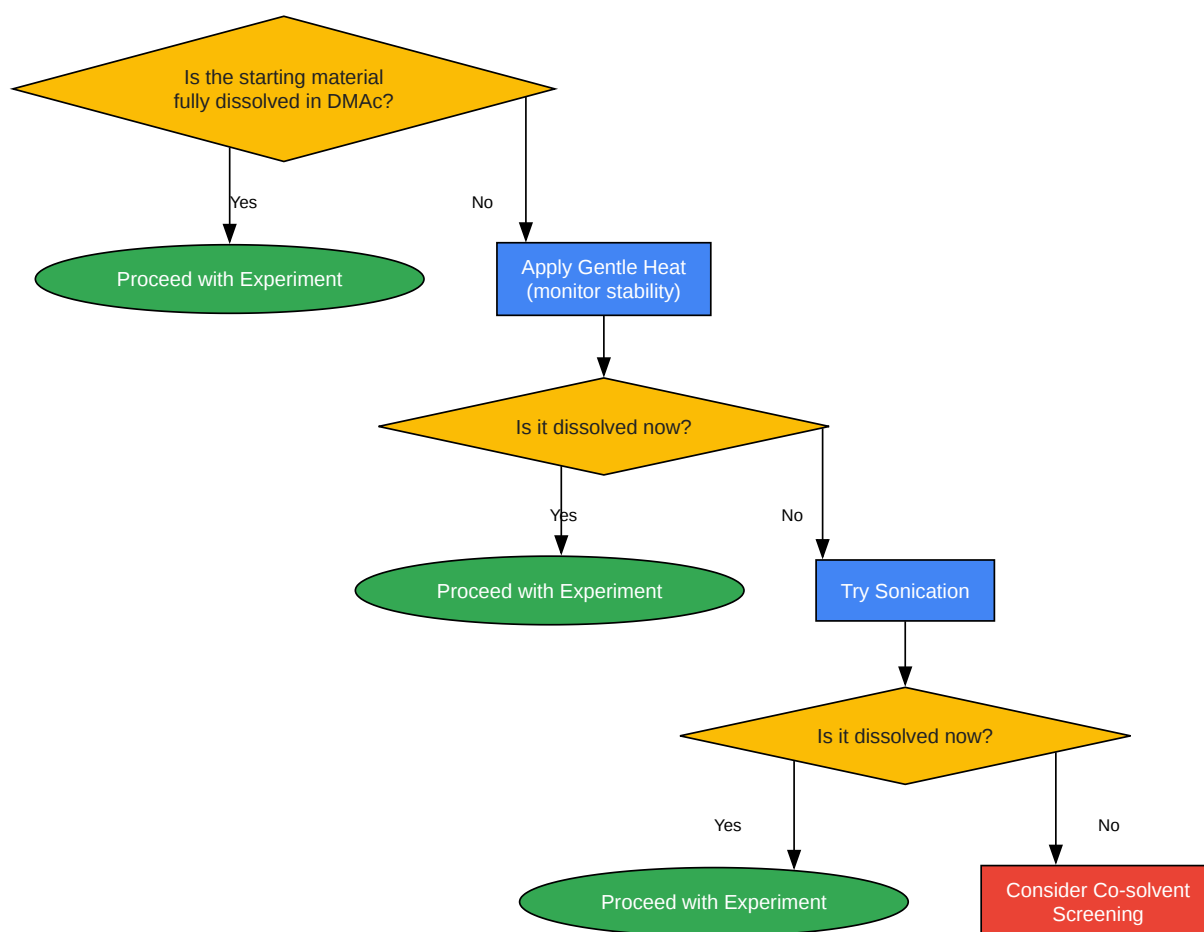 Is the starting material
fully dissolved in DMAc?
Yes
No
Proceed with Experiment
Apply Gentle Heat
(monitor stability)
Is it dissolved now?
Yes
No
Proceed with Experiment
Try Sonication
Is it dissolved now?
Yes
No
Proceed with Experiment
Consider Co-solvent
Screening